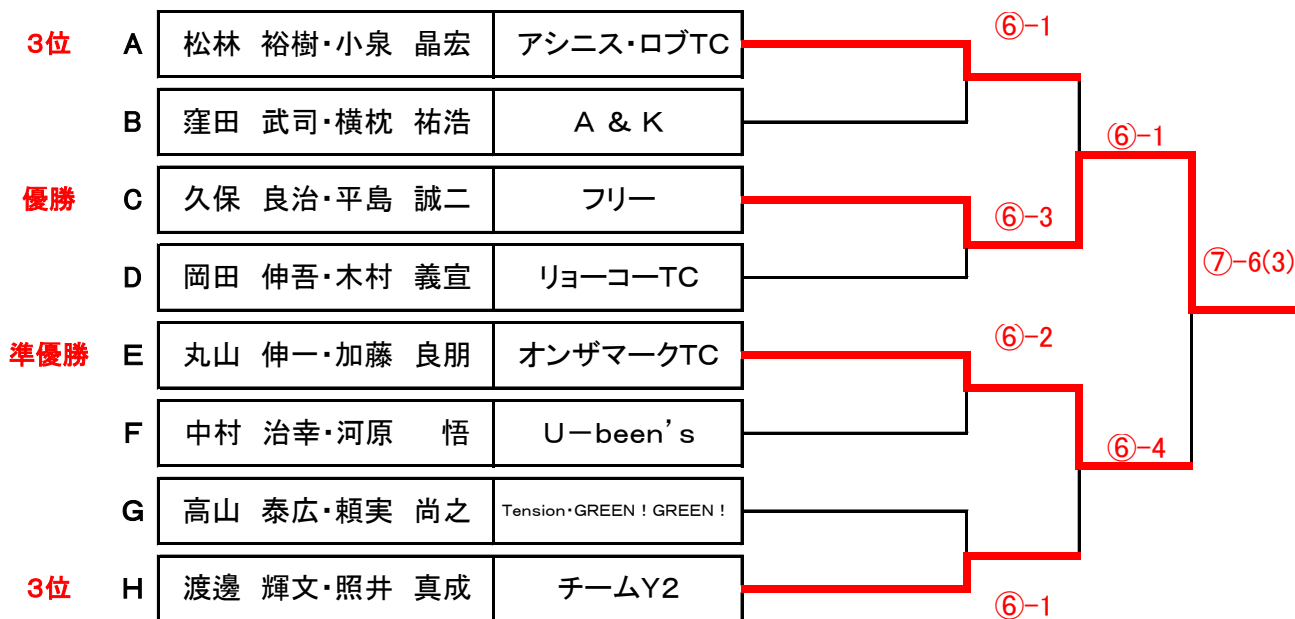 ⑥-1
3位 A 松林 裕樹・小泉 晶宏 アシニス・ロブTC
B 窪田 武司・横枕 祐浩 A & K
⑥-1
優勝 C 久保 良治・平島 誠二 フリー
⑥-3
D 岡田 伸吾・木村 義宣 リョーコーTC
⑦-6(3)
⑥-2
準優勝 E 丸山 伸一・加藤 良朋 オンザマークTC
F 中村 治幸・河原 悟 U-been's
⑥-4
G 高山 泰広・頼実 尚之 Tension・GREEN!GREEN!
3位 H 渡邊 輝文・照井 真成 チームY2
⑥-1